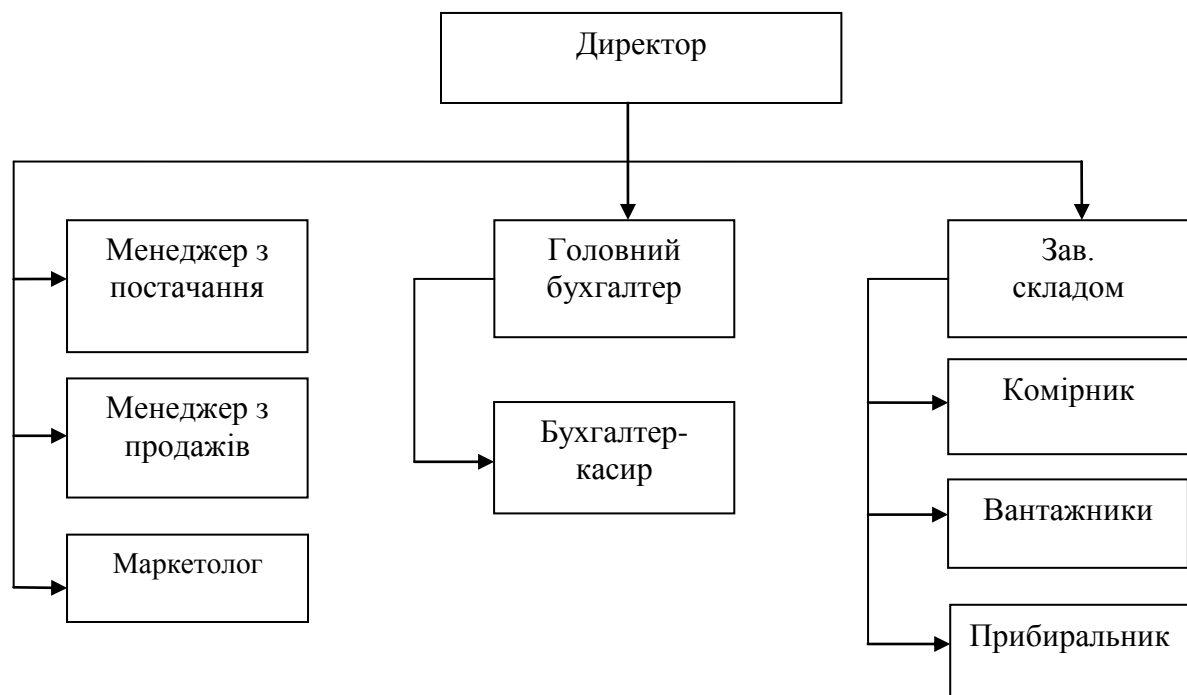 Директор
Менеджер з
постачання
Менеджер з
продажів
Маркетолог
Головний
бухгалтер
Бухгалтер-
касир
Зав.
складом
Комірник
Вантажники
Прибиральник